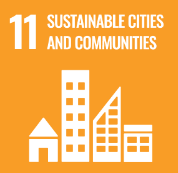 11 SUSTAINABLE CITIES
AND COMMUNITIES